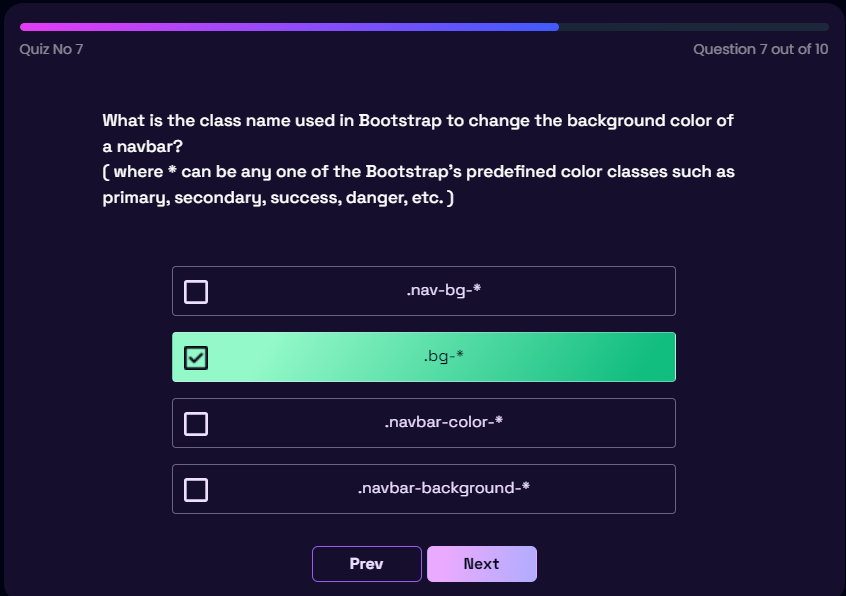 Quiz No 7
Question 7 out of 10
What is the class name used in Bootstrap to change the background color of
a navbar?
( where * can be any one of the Bootstrap's predefined color classes such as
primary, secondary, success, danger, etc. )
.nav-bg-*
.bg-*
.navbar-color-*
.navbar-background-*
Prev
Next